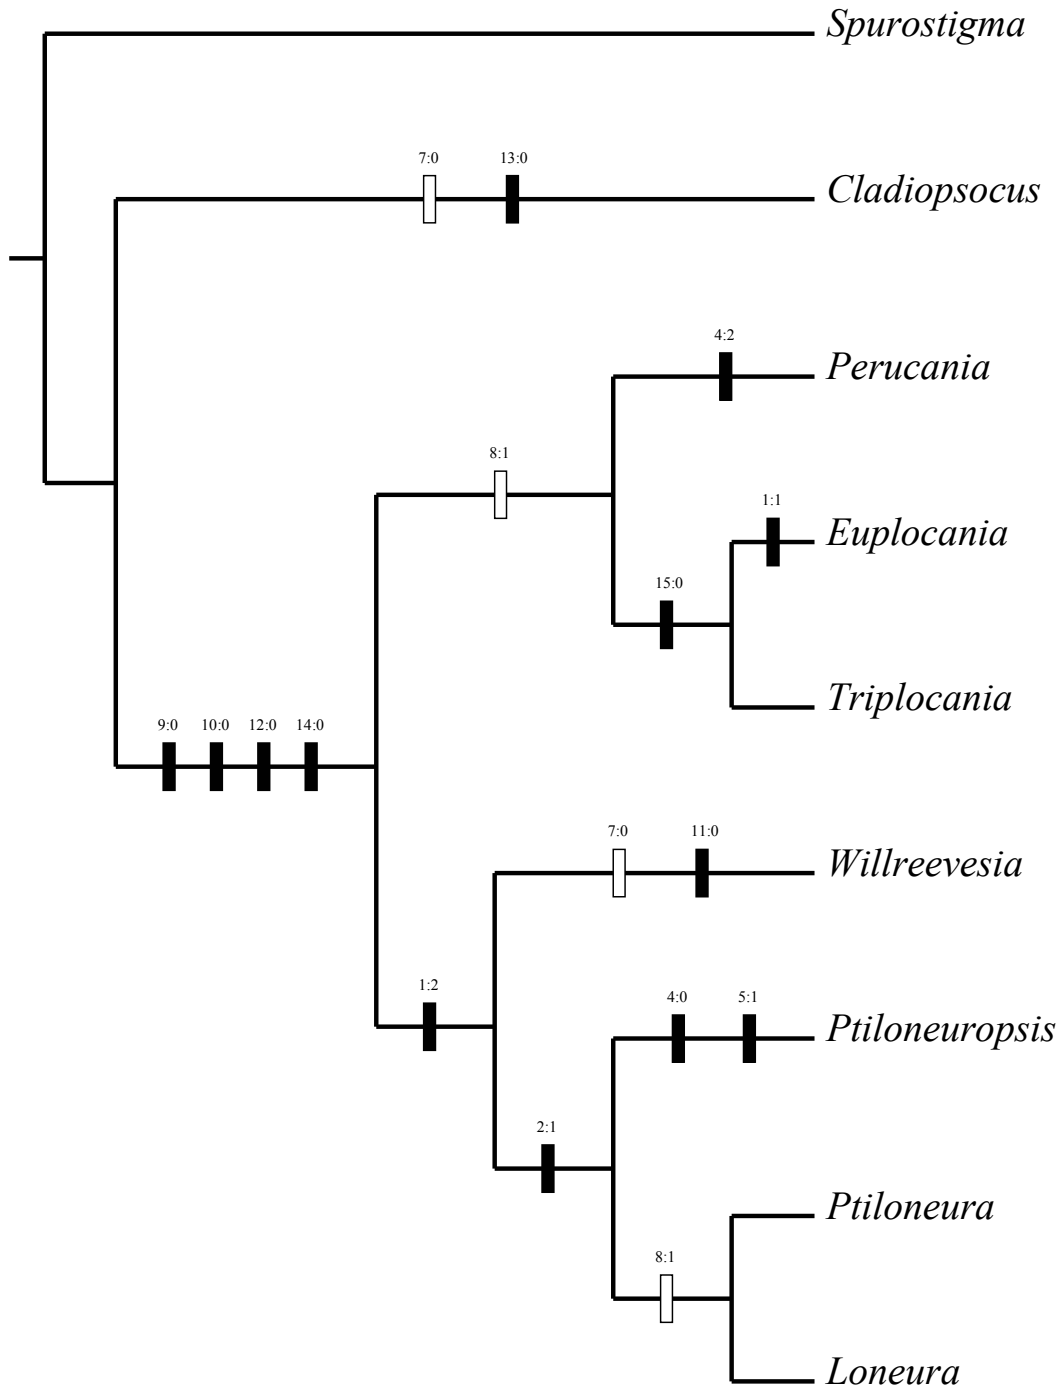 Spurostigma
7:0 13:0
Cladiopsocus
4:2
Perucania
8:1
1:1
Euplocania
15:0
Triplocania
9:0 10:0 12:0 14:0
7:0 11:0
Willreevesia
1:2
4:0 5:1
Ptiloneuropsis
2:1
Ptiloneura
8:1
Loneura